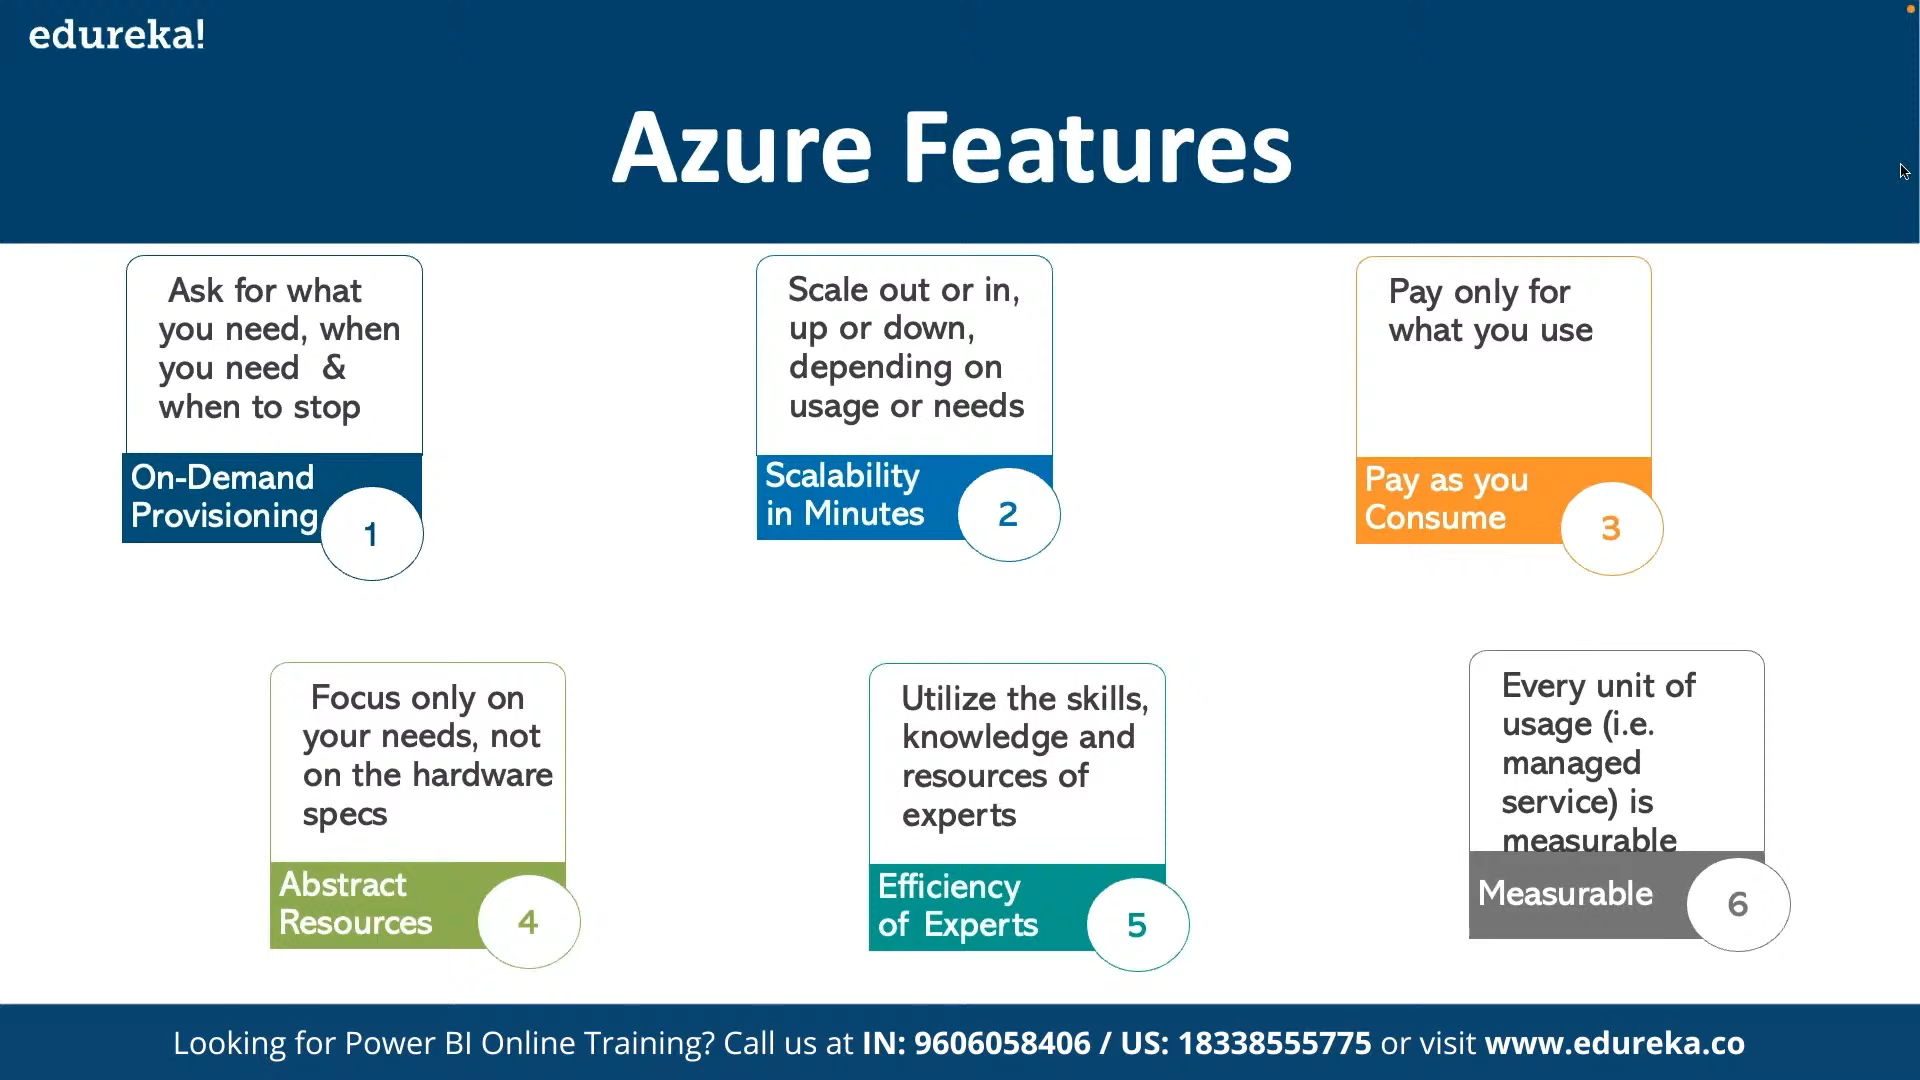 edureka!
Azure Features
Ask for what
you need, when
you need &
when to stop
On-Demand
Provisioning
1
Scale out or in,
up or down,
depending on
usage or needs
Scalability
in Minutes
2
Pay only for
what you use
Pay as you
Consume
3
Focus only on
your needs, not
on the hardware
specs
Abstract
Resources
4
Utilize the skills,
knowledge and
resources of
experts
Efficiency
of Experts
5
Every unit of
usage (i.e.
managed
service) is
measurable
Measurable
6
Looking for Power BI Online Training? Call us at IN: 9606058406 / US: 18338555775 or visit www.edureka.co